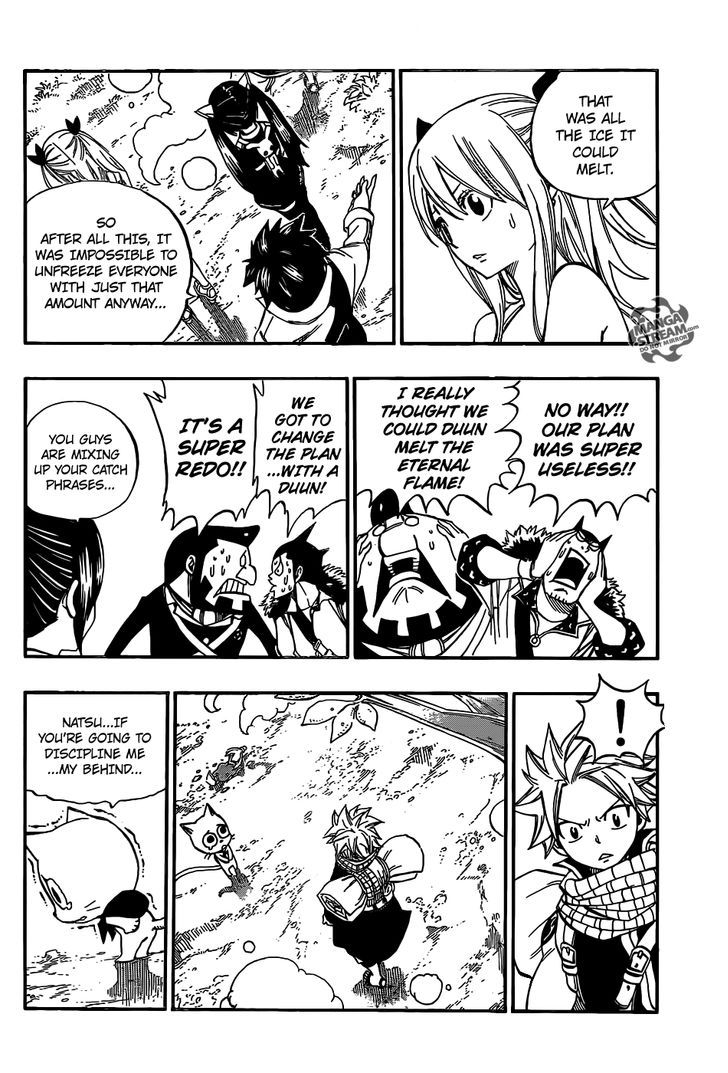 THAT
WAS ALL
THE ICE IT
COULD
MELT.
SO
AFTER ALL THIS, IT
WAS IMPOSSIBLE TO
UNFREEZE EVERYONE
WITH JUST THAT
AMOUNT ANYWAY...
MANGA
STREAM.com
DO NOT MIRROR
NO WAY!!
OUR PLAN
WAS SUPER
USELESS!!
I REALLY
THOUGHT WE
COULD DUUN
MELT THE
ETERNAL
FLAME!
WE
GOT TO
CHANGE
THE PLAN
...WITH A
DUUN!
IT'S A
SUPER
REDO!!
YOU GUYS
ARE MIXING
UP YOUR CATCH
PHRASES...
!
NATSU...IF
YOU'RE GOING TO
DISCIPLINE ME
...MY BEHIND...